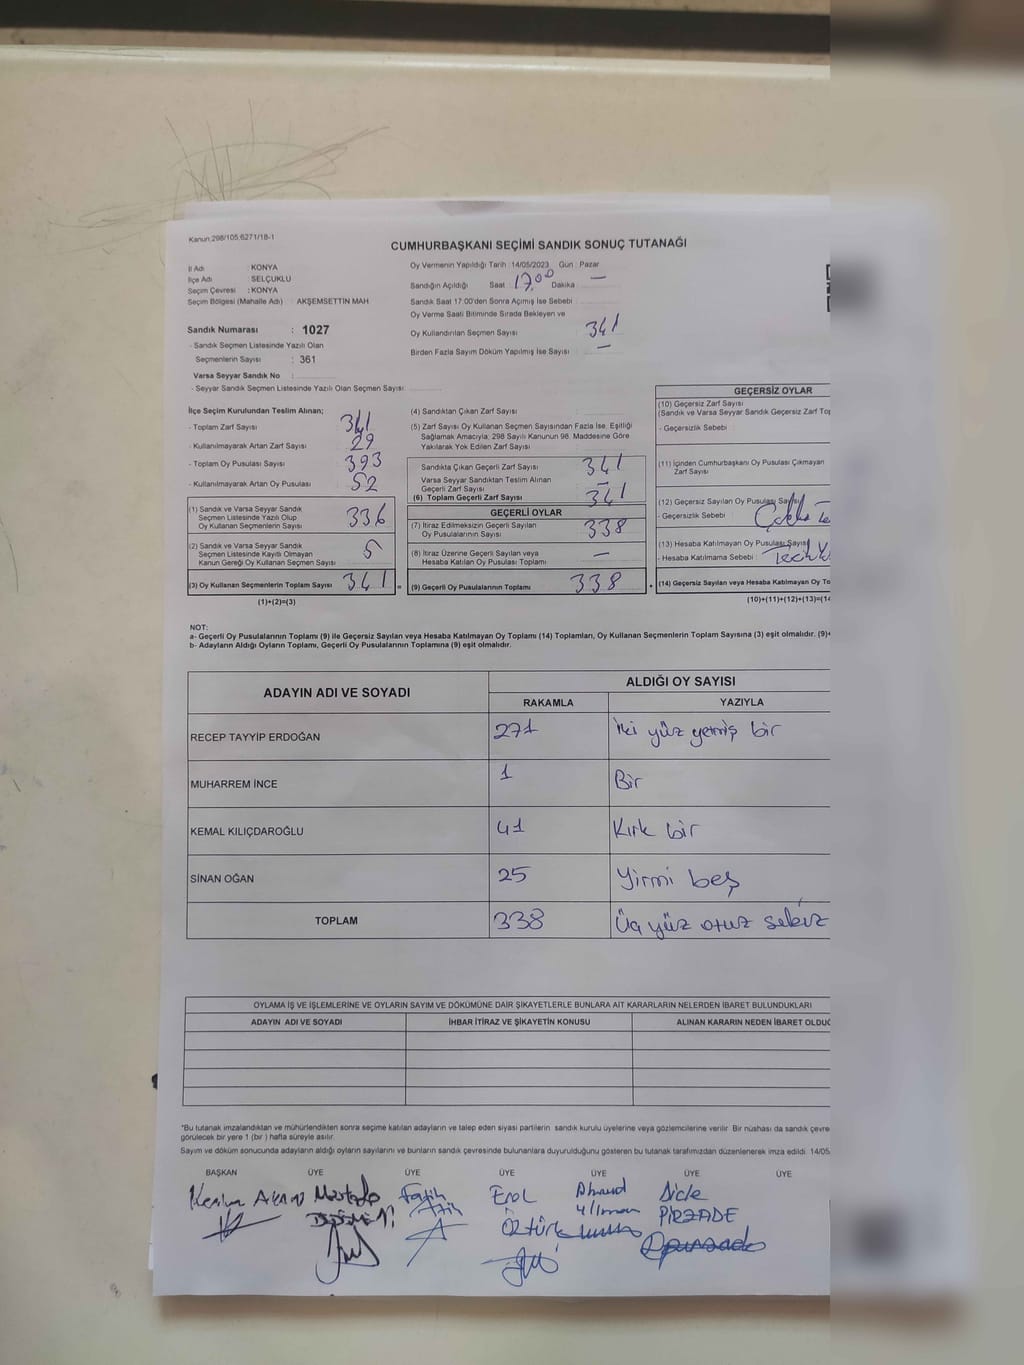 Kanun:298/105,6271/18-1
CUMHURBAŞKANI SEÇİMİ SANDIK SONUÇ TUTANAĞI
İl Adı : KONYA
İlçe Adı : SELÇUKLU
Seçim Çevresi : KONYA
Seçim Bölgesi (Mahalle Adı) : AKŞEMSETTİN MAH
Sandık Numarası : 1027
- Sandık Seçmen Listesinde Yazılı Olan
Seçmenlerin Sayısı : 361
Varsa Seyyar Sandık No :
- Seyyar Sandık Seçmen Listesinde Yazılı Olan Seçmen Sayısı:
Oy Vermenin Yapıldığı Tarih :14/05/2023 Gün : Pazar
Sandığın Açıldığı Saat : 17.00 Dakika : —
Sandık Saat 17:00'den Sonra Açımış İse Sebebi :
Oy Verme Saati Bitiminde Sırada Bekleyen ve
Oy Kullandırılan Seçmen Sayısı : 341
Birden Fazla Sayım Döküm Yapılmış İse Sayısı : —
İlçe Seçim Kurulundan Teslim Alınan;
- Toplam Zarf Sayısı : 341
- Kullanılmayarak Artan Zarf Sayısı : 29
- Toplam Oy Pusulası Sayısı : 393
- Kullanılmayarak Artan Oy Pusulası : 52
(1) Sandık ve Varsa Seyyar Sandık
Seçmen Listesinde Yazılı Olup
Oy Kullanan Seçmenlerin Sayısı 336
(2) Sandık ve Varsa Seyyar Sandık
Seçmen Listesinde Kayıtlı Olmayan
Kanun Gereği Oy Kullanan Seçmen Sayısı 5
(3) Oy Kullanan Seçmenlerin Toplam Sayısı 341 =
(1)+(2)=(3)
(4) Sandıktan Çıkan Zarf Sayısı :
(5) Zarf Sayısı Oy Kullanan Seçmen Sayısından Fazla İse, Eşitliği
Sağlamak Amacıyla, 298 Sayılı Kanunun 98. Maddesine Göre
Yakılarak Yok Edilen Zarf Sayısı :
Sandıkta Çıkan Geçerli Zarf Sayısı : 341
Varsa Seyyar Sandıktan Teslim Alınan
Geçerli Zarf Sayısı : —
(6) Toplam Geçerli Zarf Sayısı : 341
GEÇERLİ OYLAR
(7) İtiraz Edilmeksizin Geçerli Sayılan
Oy Pusulalarının Sayısı : 338
(8) İtiraz Üzerine Geçerli Sayılan veya
Hesaba Katılan Oy Pusulası Toplamı : —
(9) Geçerli Oy Pusulalarının Toplamı : 338 +
GEÇERSİZ OYLAR
(10) Geçersiz Zarf Sayısı
(Sandık ve Varsa Seyyar Sandık Geçersiz Zarf
- Geçersizlik Sebebi :
(11) İçinden Cumhurbaşkanı Oy Pusulası Çıkmayan
Zarf Sayısı
(12) Geçersiz Sayılan Oy Pusulası Sayısı
- Geçersizlik Sebebi :
(13) Hesaba Katılmayan Oy Pusulası Sayısı
- Hesaba Katılmama Sebebi :
(14) Geçersiz Sayılan veya Hesaba Katılmayan Oy
(10)+(11)+(12)+(13)=(14
NOT:
a- Geçerli Oy Pusulalarının Toplamı (9) ile Geçersiz Sayılan veya Hesaba Katılmayan Oy Toplamı (14) Toplamları, Oy Kullanan Seçmenlerin Toplam Sayısına (3) eşit olmalıdır. (9)+
b- Adayların Aldığı Oyların Toplamı, Geçerli Oy Pusulalarının Toplamına (9) eşit olmalıdır.
ADAYIN ADI VE SOYADI
ALDIĞI OY SAYISI
RAKAMLA YAZIYLA
RECEP TAYYİP ERDOĞAN 271 iki yüz yetmiş bir
MUHARREM İNCE 1 Bir
KEMAL KILIÇDAROĞLU 41 Kırk bir
SİNAN OĞAN 25 Yirmi beş
TOPLAM 338 Üç yüz otuz sekiz
OYLAMA İŞ VE İŞLEMLERİNE VE OYLARIN SAYIM VE DÖKÜMÜNE DAİR ŞİKAYETLERLE BUNLARA AİT KARARLARIN NELERDEN İBARET BULUNDUKLARI
ADAYIN ADI VE SOYADI İHBAR İTİRAZ VE ŞİKAYETİN KONUSU ALINAN KARARIN NEDEN İBARET
*Bu tutanak imzalandıktan ve mühürlendikten sonra seçime katılan adayların ve talep eden siyasi partilerin sandık kurulu üyelerine veya gözlemcilerine verilir. Bir nüshası da sandık
görülecek bir yere 1 (bir ) hafta süreyle asılır.
Sayım ve döküm sonucunda adayların aldığı oyların sayılarını ve bunların sandık çevresinde bulunanlara duyurulduğunu gösteren bu tutanak tarafımızdan düzenlenerek imza edildi. 14/05
BAŞKAN ÜYE ÜYE ÜYE ÜYE ÜYE ÜYE
Mustafa Fatih Erol Ahmed Dicle
Öztürk PİRZADE